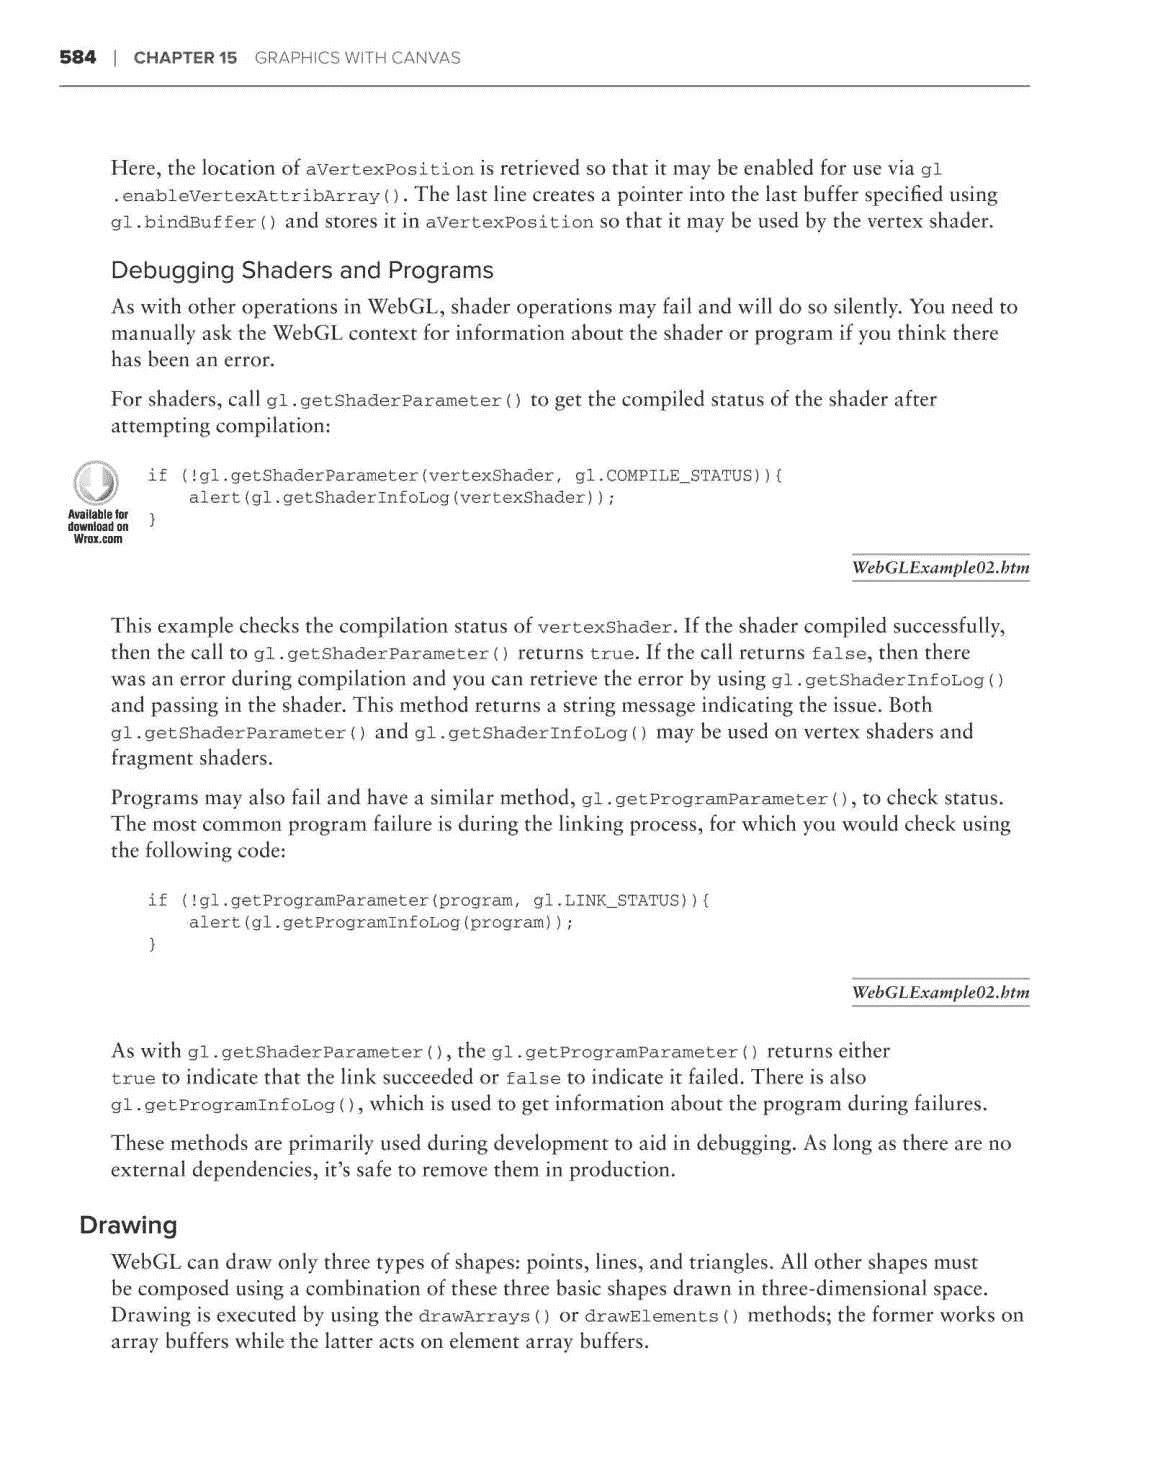 584 | CHAPTER 15 GRAPHICS WITH CANVAS
Here, the location of aVertexPosition is retrieved so that it may be enabled for use via gl
.enableVertexAttribArray(). The last line creates a pointer into the last buffer specified using
gl.bindBuffer() and stores it in aVertexPosition so that it may be used by the vertex shader.
Debugging Shaders and Programs
As with other operations in WebGL, shader operations may fail and will do so silently. You need to
manually ask the WebGL context for information about the shader or program if you think there
has been an error.
For shaders, call gl.getShaderParameter() to get the compiled status of the shader after
attempting compilation:
if (!gl.getShaderParameter(vertexShader, gl.COMPILE_STATUS)){
    alert(gl.getShaderInfoLog(vertexShader));
}
Available for
download on
Wrox.com
WebGLExample02.htm
This example checks the compilation status of vertexShader. If the shader compiled successfully,
then the call to gl.getShaderParameter() returns true. If the call returns false, then there
was an error during compilation and you can retrieve the error by using gl.getShaderInfoLog()
and passing in the shader. This method returns a string message indicating the issue. Both
gl.getShaderParameter() and gl.getShaderInfoLog() may be used on vertex shaders and
fragment shaders.
Programs may also fail and have a similar method, gl.getProgramParameter(), to check status.
The most common program failure is during the linking process, for which you would check using
the following code:
if (!gl.getProgramParameter(program, gl.LINK_STATUS)){
    alert(gl.getProgramInfoLog(program));
}
WebGLExample02.htm
As with gl.getShaderParameter(), the gl.getProgramParameter() returns either
true to indicate that the link succeeded or false to indicate it failed. There is also
gl.getProgramInfoLog(), which is used to get information about the program during failures.
These methods are primarily used during development to aid in debugging. As long as there are no
external dependencies, it's safe to remove them in production.
Drawing
WebGL can draw only three types of shapes: points, lines, and triangles. All other shapes must
be composed using a combination of these three basic shapes drawn in three-dimensional space.
Drawing is executed by using the drawArrays() or drawElements() methods; the former works on
array buffers while the latter acts on element array buffers.